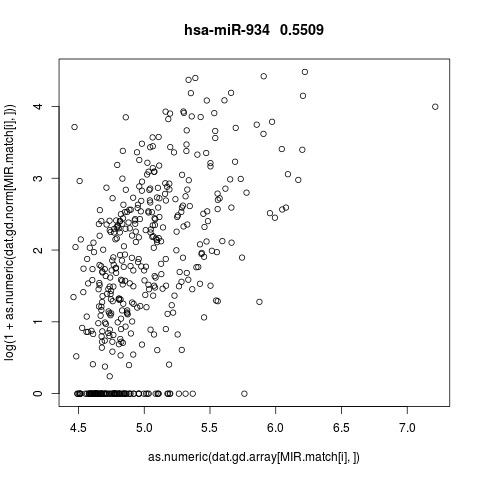 hsa-miR-934 0.5509
log(1 + as.numeric(dat.gd.norm[MIR.match[i], ]))
4
3
2
1
0
4.5 5.0 5.5 6.0 6.5 7.0
as.numeric(dat.gd.array[MIR.match[i], ])